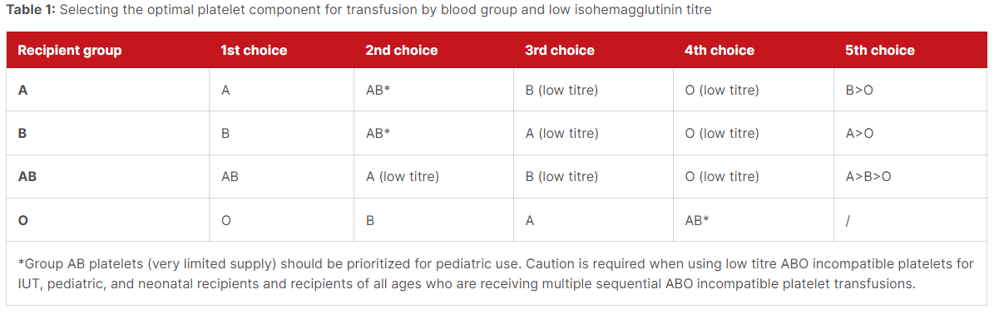 Table 1: Selecting the optimal platelet component for transfusion by blood group and low isohemagglutinin titre
Recipient group 1st choice 2nd choice 3rd choice 4th choice 5th choice
A A AB* B (low titre) O (low titre) B>O
B B AB* A (low titre) O (low titre) A>O
AB AB A (low titre) B (low titre) O (low titre) A>B>O
O O B A AB* /
*Group AB platelets (very limited supply) should be prioritized for pediatric use. Caution is required when using low titre ABO incompatible platelets for
IUT, pediatric, and neonatal recipients and recipients of all ages who are receiving multiple sequential ABO incompatible platelet transfusions.